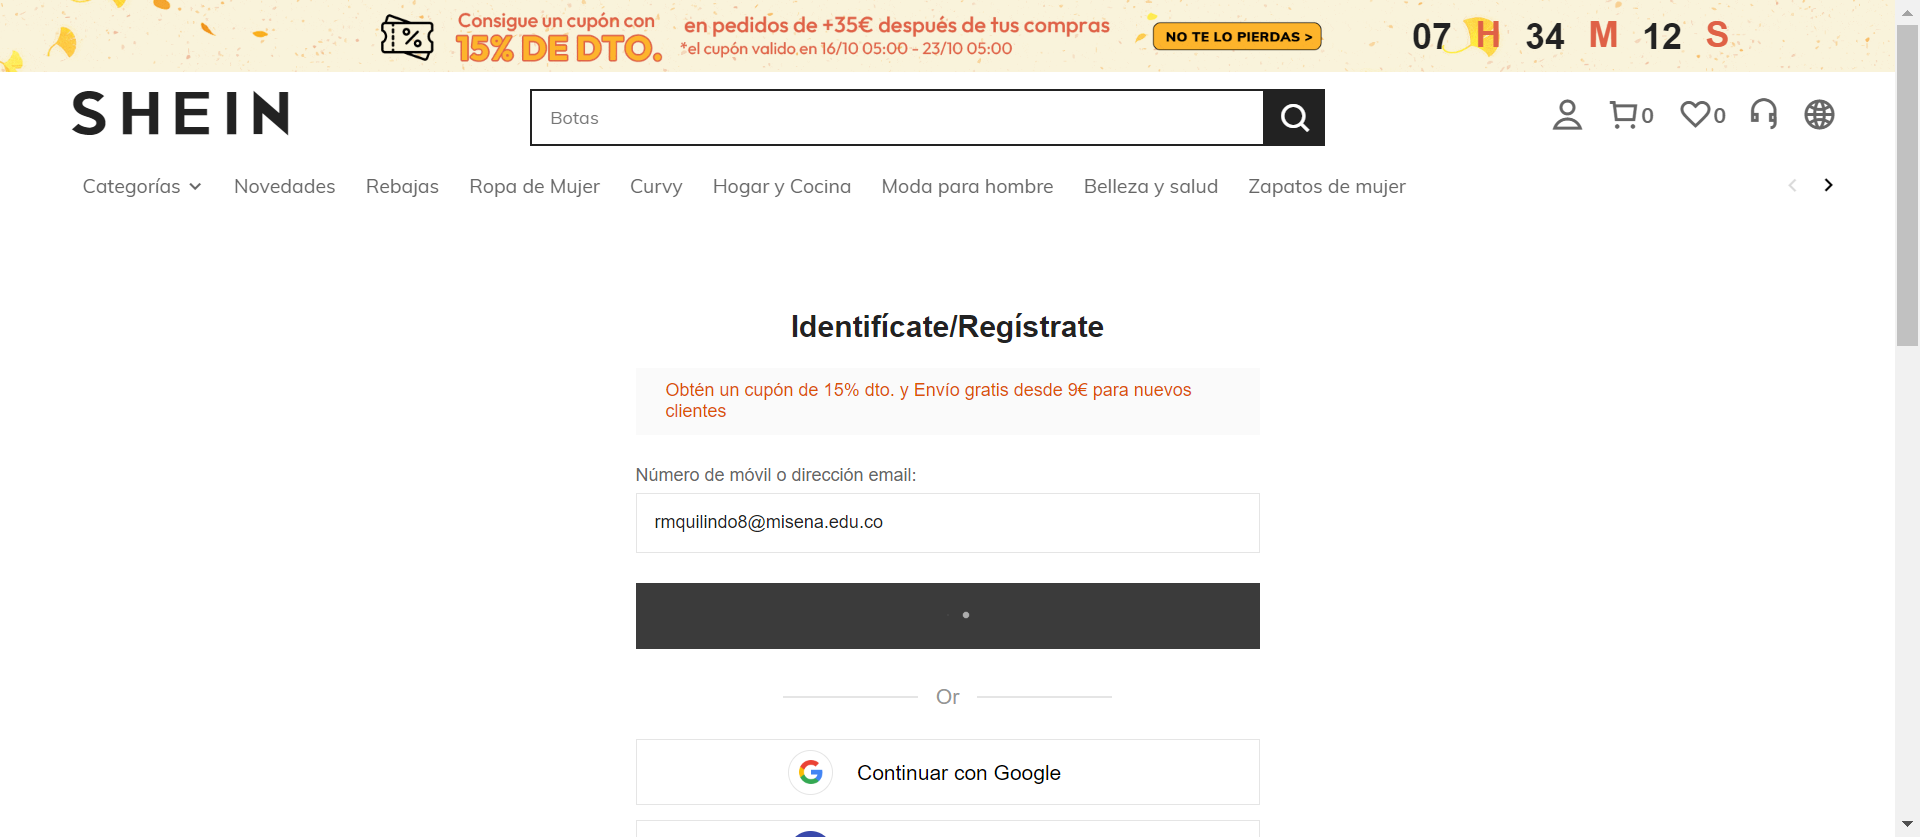 Consigue un cupón con
15% DE DTO.
en pedidos de +35€ después de tus compras
*el cupón valido en 16/10 05:00 - 23/10 05:00
NO TE LO PIERDAS >
07 H 34 M 12 S
SHEIN
Botas
0
0
Categorías
Novedades
Rebajas
Ropa de Mujer
Curvy
Hogar y Cocina
Moda para hombre
Belleza y salud
Zapatos de mujer
Identifícate/Regístrate
Obtén un cupón de 15% dto. y Envío gratis desde 9€ para nuevos
clientes
Número de móvil o dirección email:
rmquilindo8@misena.edu.co
Or
Continuar con Google